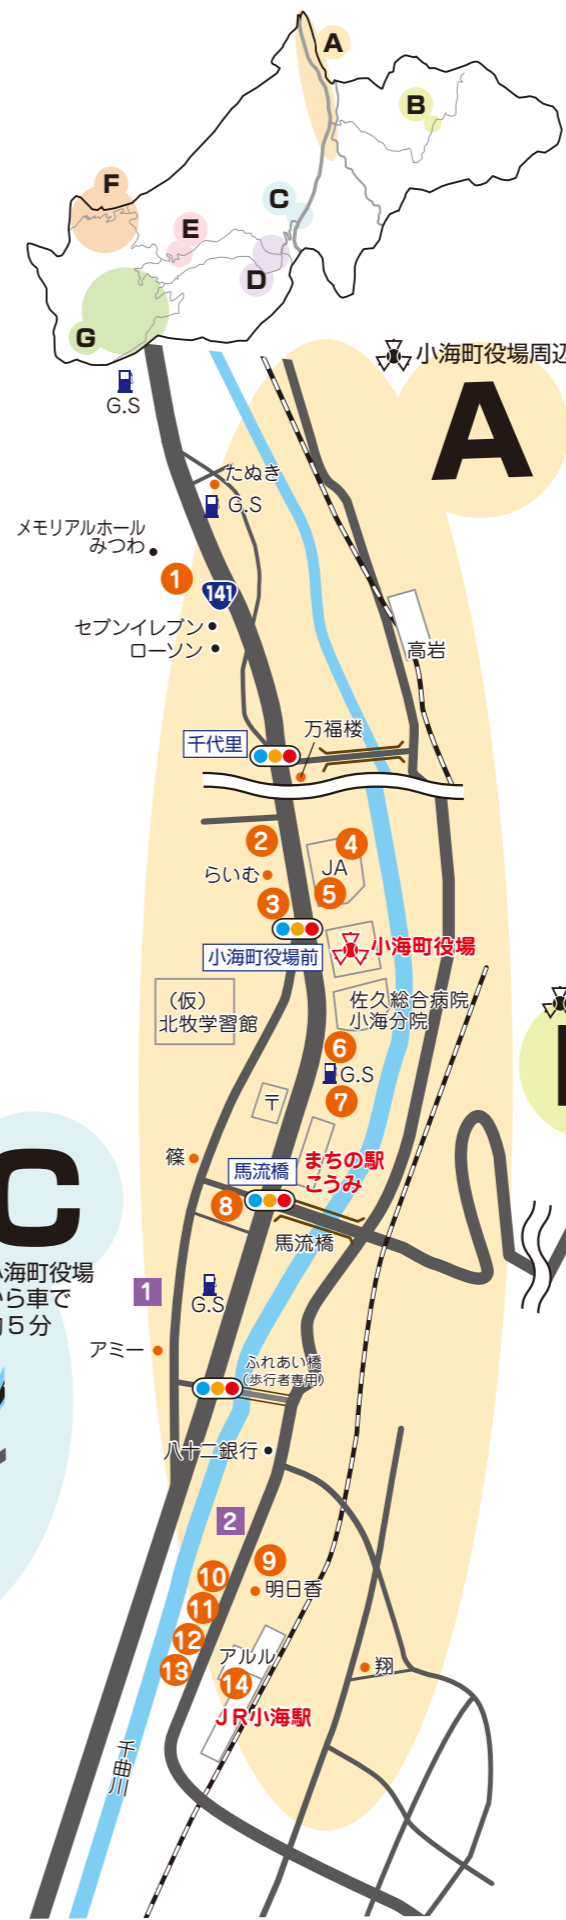 A
B
F
C
E
D
G
小海町役場周辺
A
G.S
たぬき
G.S
メモリアルホール
みつわ
1
141
セブンイレブン
ローソン
高岩
万福楼
千代里
2
4
JA
らいむ
5
3
小海町役場
小海町役場前
(仮)
北牧学習館
佐久総合病院
小海分院
6
G.S
7
〒
まちの駅
こうみ
篠
馬流橋
8
馬流橋
C
小海町役場
から車で
約5分
1
G.S
アミー
ふれあい橋
(歩行者専用)
八十二銀行
2
9
10
明日香
11
12
アルル
13
14
翔
JR小海駅
千曲川